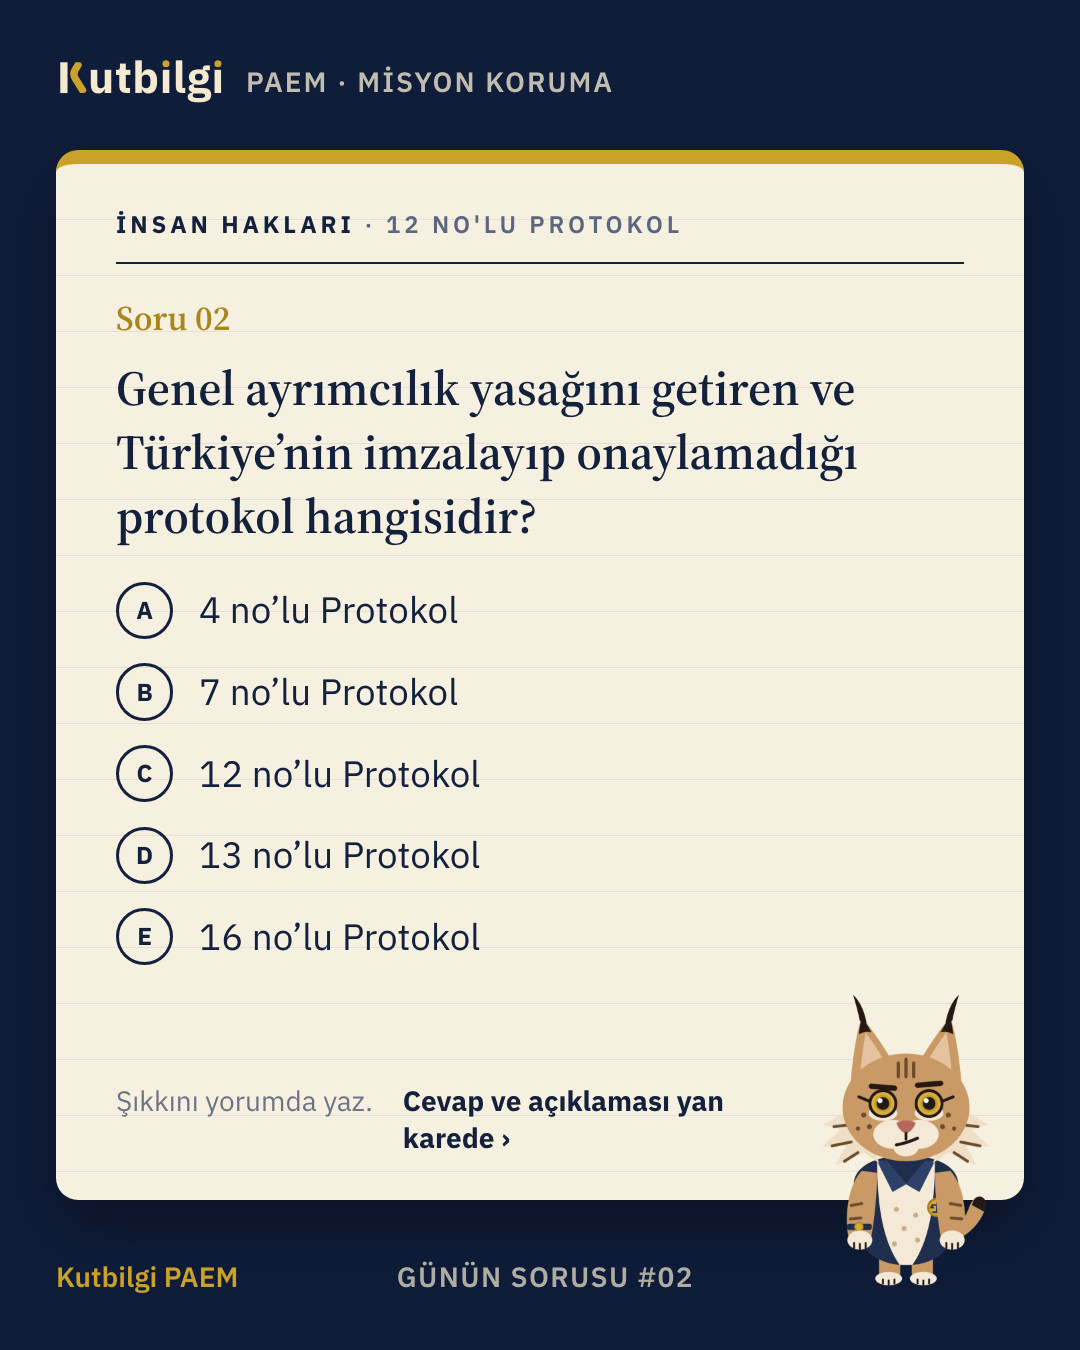 Kutbilgi PAEM · MİSYON KORUMA
İNSAN HAKLARI · 12 NO'LU PROTOKOL
Soru 02
Genel ayrımcılık yasağını getiren ve
Türkiye’nin imzalayıp onaylamadığı
protokol hangisidir?
A 4 no’lu Protokol
B 7 no’lu Protokol
C 12 no’lu Protokol
D 13 no’lu Protokol
E 16 no’lu Protokol
Şıkkını yorumda yaz. Cevap ve açıklaması yan
karede ›
Kutbilgi PAEM GÜNÜN SORUSU #02